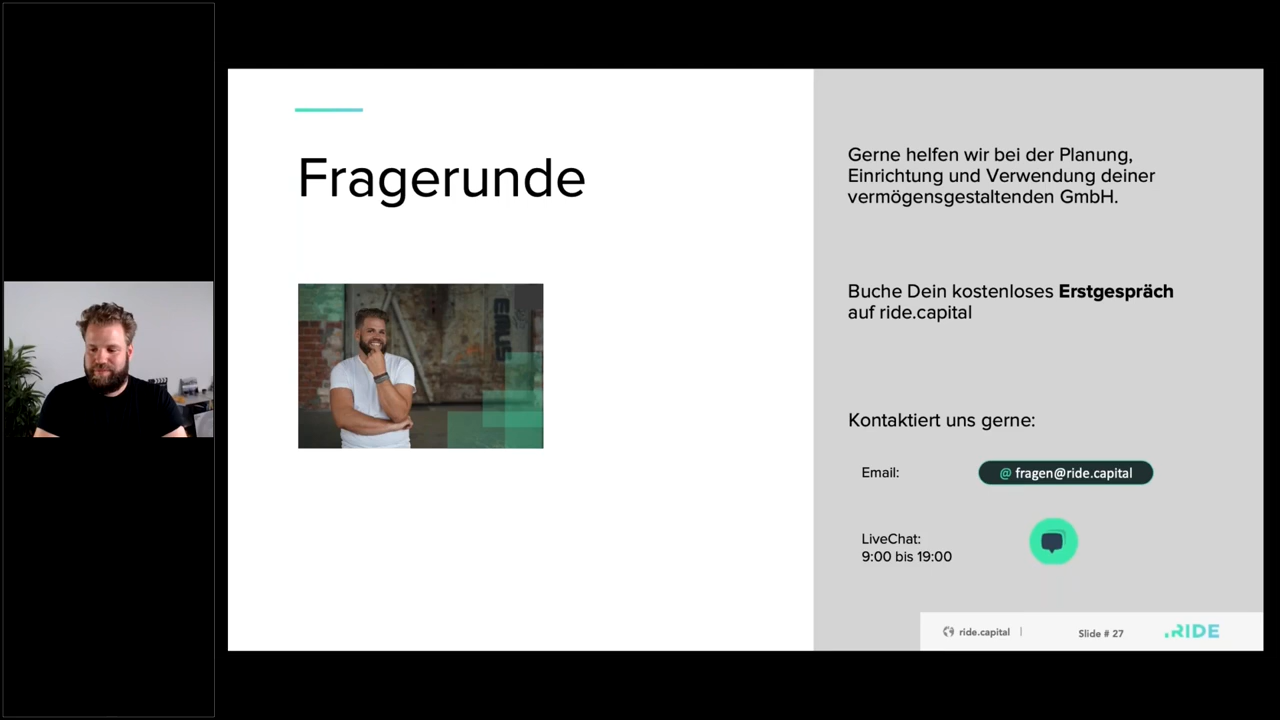 Fragerunde
Gerne helfen wir bei der Planung,
Einrichtung und Verwendung deiner
vermögensgestaltenden GmbH.
Buche Dein kostenloses Erstgespräch
auf ride.capital
Kontaktiert uns gerne:
Email:
@ fragen@ride.capital
LiveChat:
9:00 bis 19:00
ride.capital |
Slide # 27
.RIDE